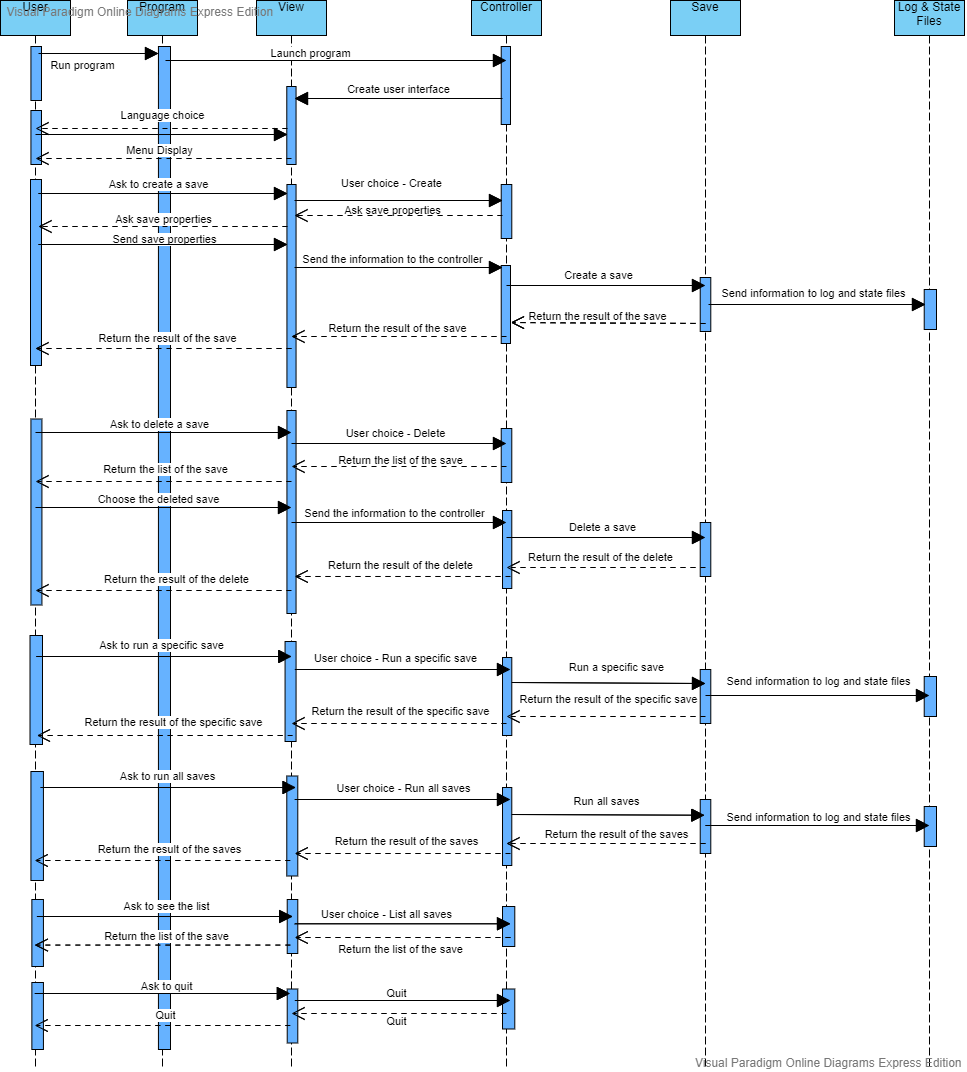 Visual Paradigm Online Diagrams Express Edition
User
Program
View
Controller
Save
Log & State
Files
Run program
Launch program
Create user interface
Language choice
Menu Display
Ask to create a save
User choice - Create
Ask save properties
Ask save properties
Send save properties
Send the information to the controller
Create a save
Send information to log and state files
Return the result of the save
Return the result of the save
Return the result of the save
Ask to delete a save
User choice - Delete
Return the list of the save
Return the list of the save
Choose the deleted save
Send the information to the controller
Delete a save
Return the result of the delete
Return the result of the delete
Return the result of the delete
Ask to run a specific save
User choice - Run a specific save
Run a specific save
Send information to log and state files
Return the result of the specific save
Return the result of the specific save
Return the result of the specific save
Ask to run all saves
User choice - Run all saves
Run all saves
Send information to log and state files
Return the result of the saves
Return the result of the saves
Return the result of the saves
Ask to see the list
User choice - List all saves
Return the list of the save
Return the list of the save
Ask to quit
Quit
Quit
Quit
Visual Paradigm Online Diagrams Express Edition